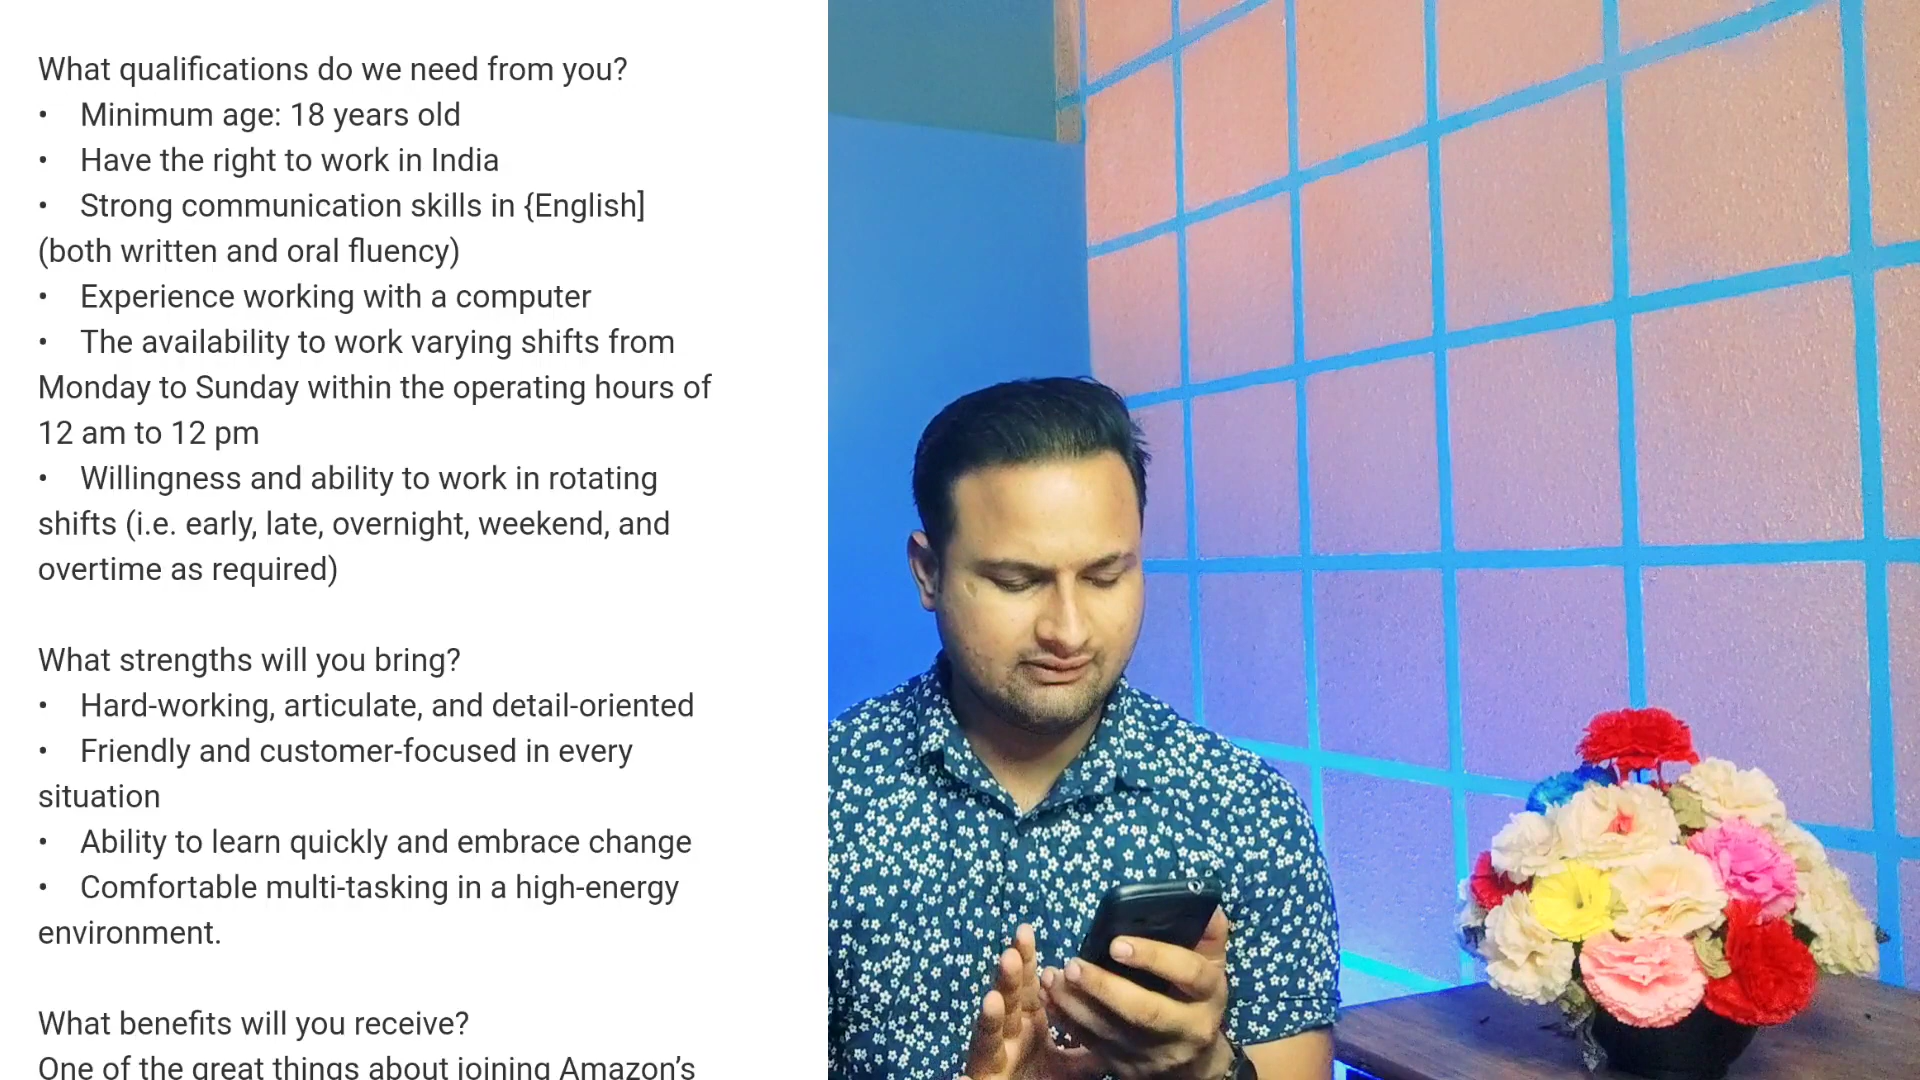 What qualifications do we need from you?
• Minimum age: 18 years old
• Have the right to work in India
• Strong communication skills in {English]
(both written and oral fluency)
• Experience working with a computer
• The availability to work varying shifts from
Monday to Sunday within the operating hours of
12 am to 12 pm
• Willingness and ability to work in rotating
shifts (i.e. early, late, overnight, weekend, and
overtime as required)
What strengths will you bring?
• Hard-working, articulate, and detail-oriented
• Friendly and customer-focused in every
situation
• Ability to learn quickly and embrace change
• Comfortable multi-tasking in a high-energy
environment.
What benefits will you receive?
One of the great things about joining Amazon’s